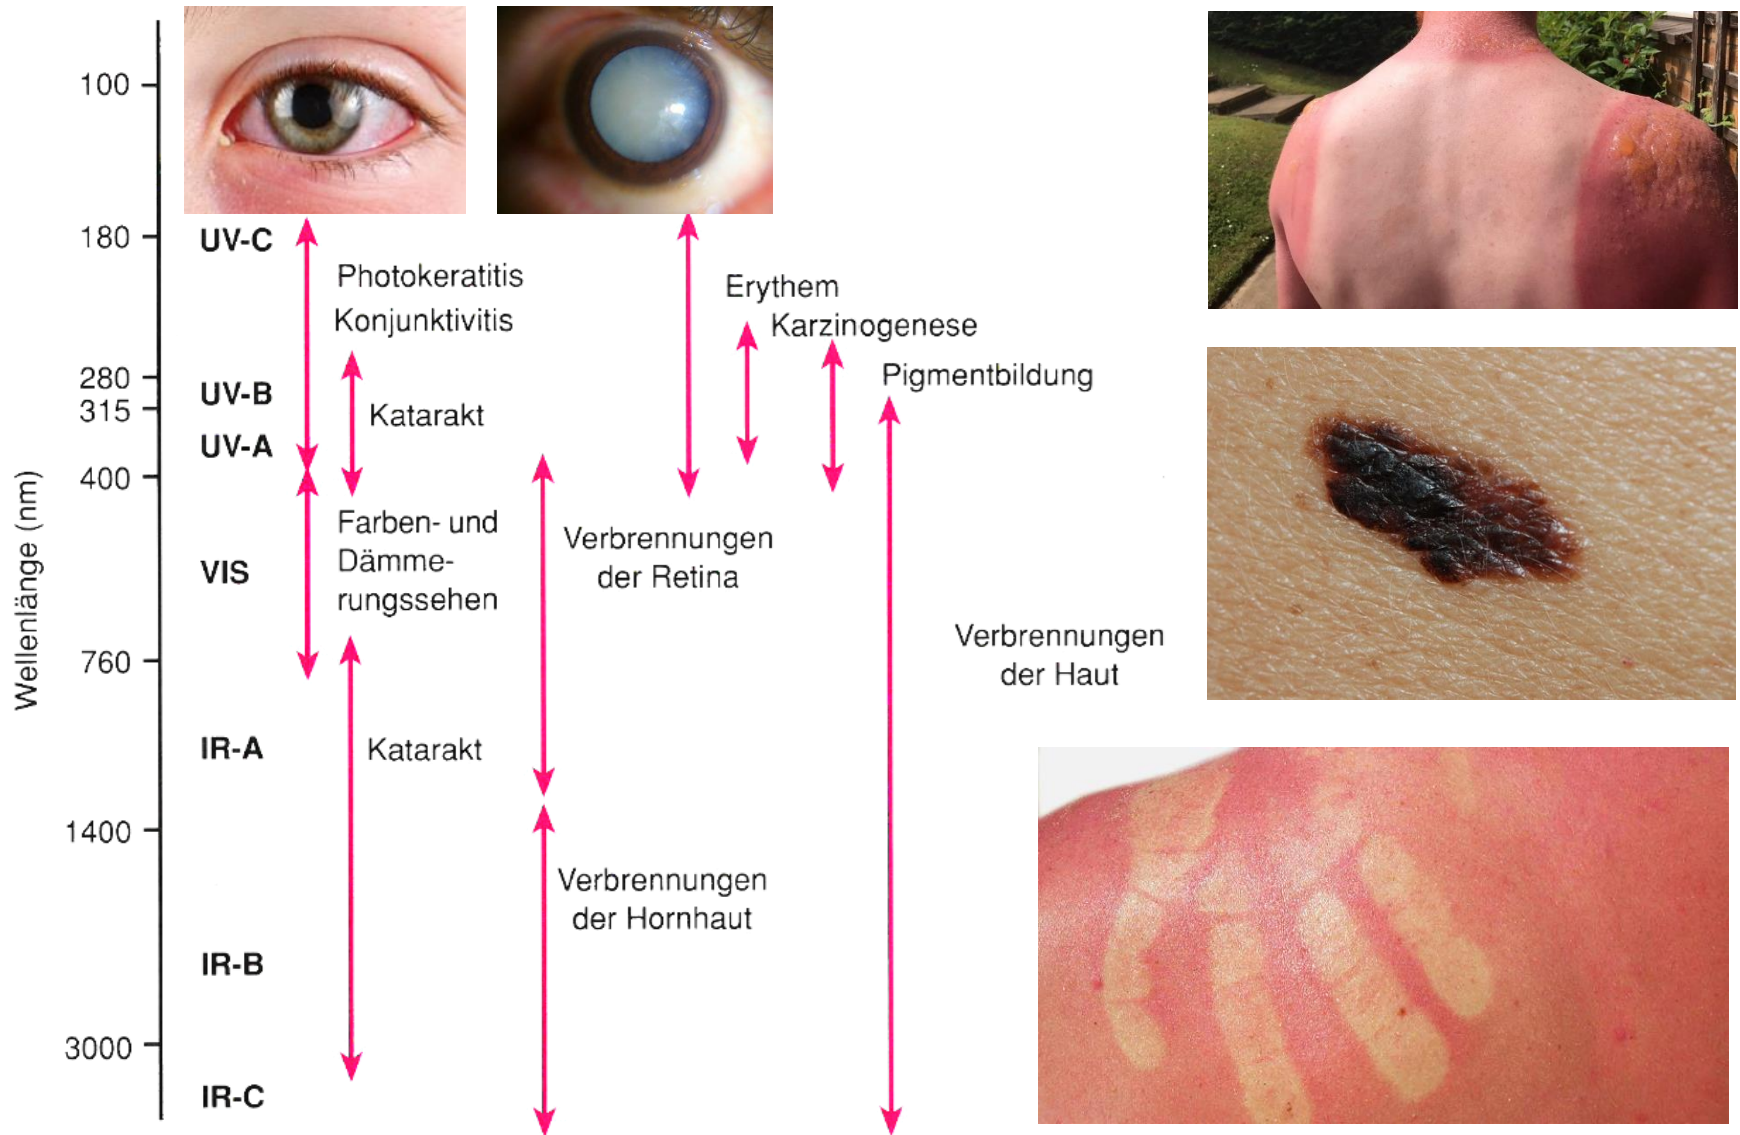 Wellenlänge (nm)
100
180
280
315
400
760
1400
3000
UV-C
UV-B
UV-A
VIS
IR-A
IR-B
IR-C
Photokeratitis
Konjunktivitis
Katarakt
Farben- und
Dämme-
rungssehen
Katarakt
Verbrennungen
der Retina
Verbrennungen
der Hornhaut
Erythem
Karzinogenese
Pigmentbildung
Verbrennungen
der Haut